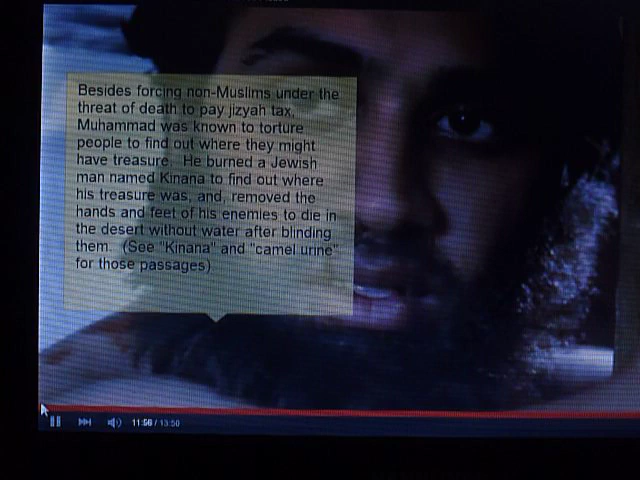 Besides forcing non-Muslims under the
threat of death to pay jizyah tax,
Muhammad was known to torture
people to find out where they might
have treasure. He burned a Jewish
man named Kinana to find out where
his treasure was, and, removed the
hands and feet of his enemies to die in
the desert without water after blinding
them. (See "Kinana" and "camel urine"
for those passages)
11:56 / 13:50